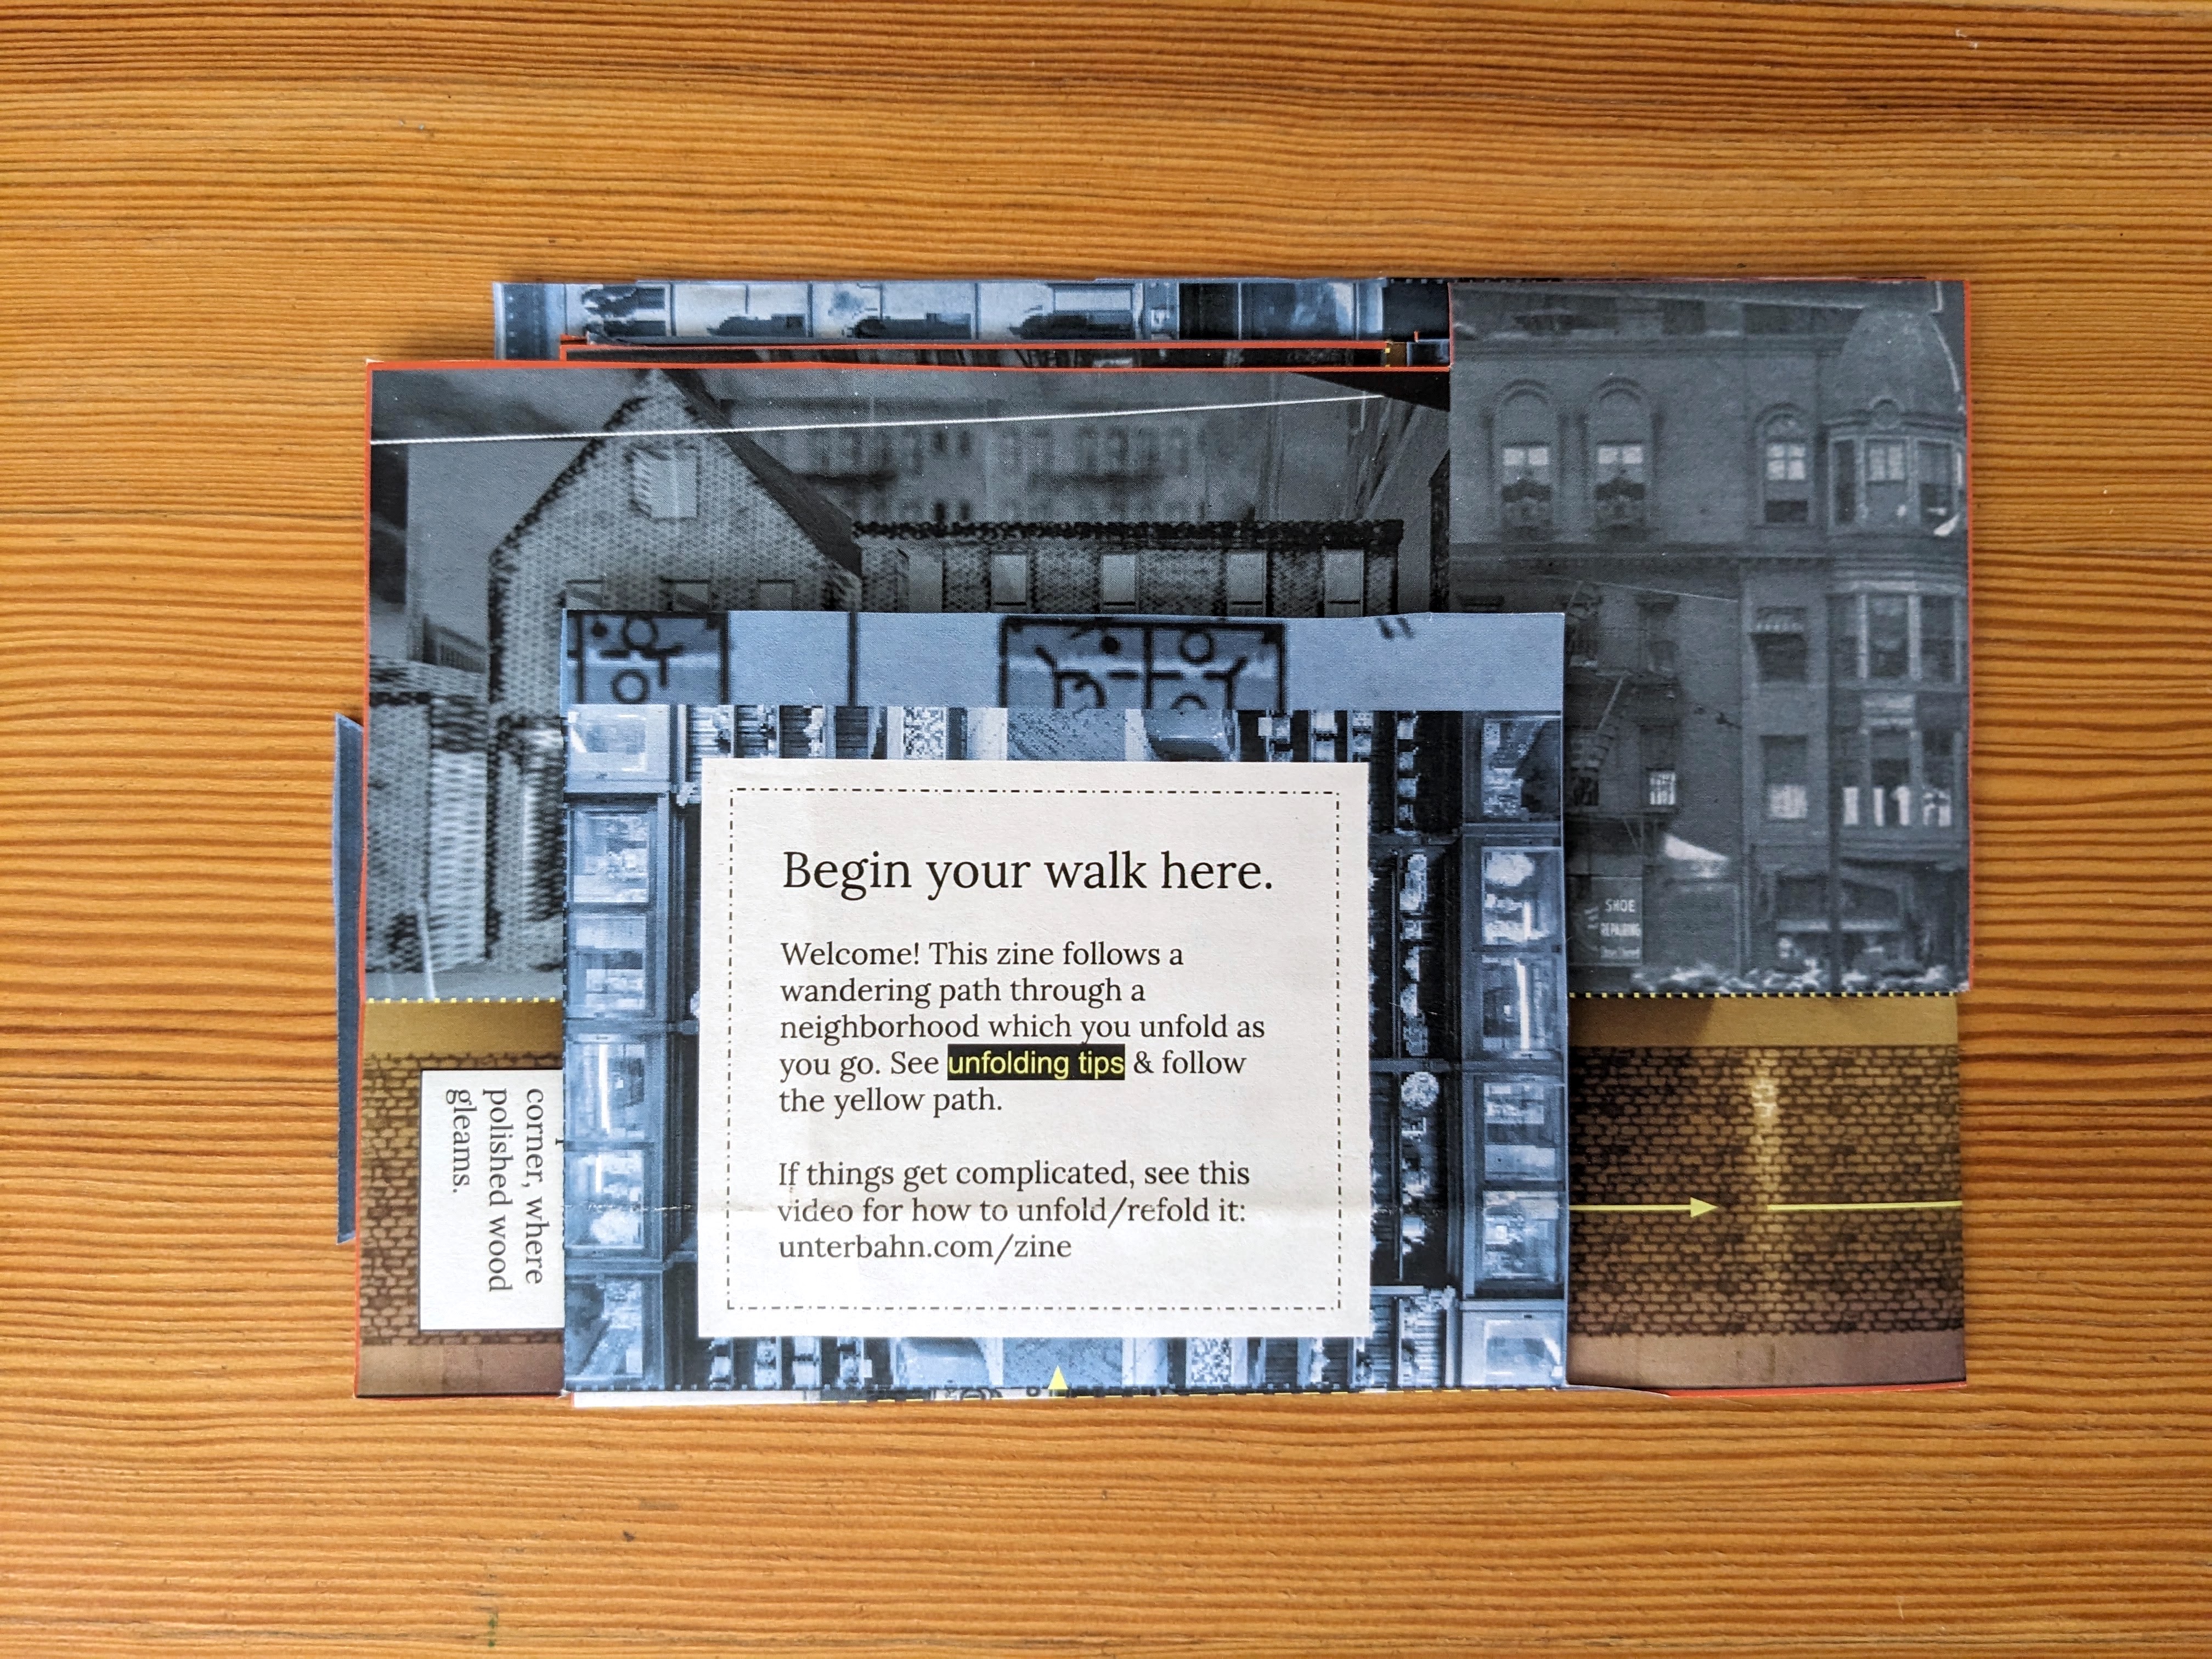 Begin your walk here.
Welcome! This zine follows a
wandering path through a
neighborhood which you unfold as
you go. See unfolding tips & follow
the yellow path.
If things get complicated, see this
video for how to unfold/refold it:
unterbahn.com/zine
corner, where
polished wood
gleams.
SHOE
REPAIRING